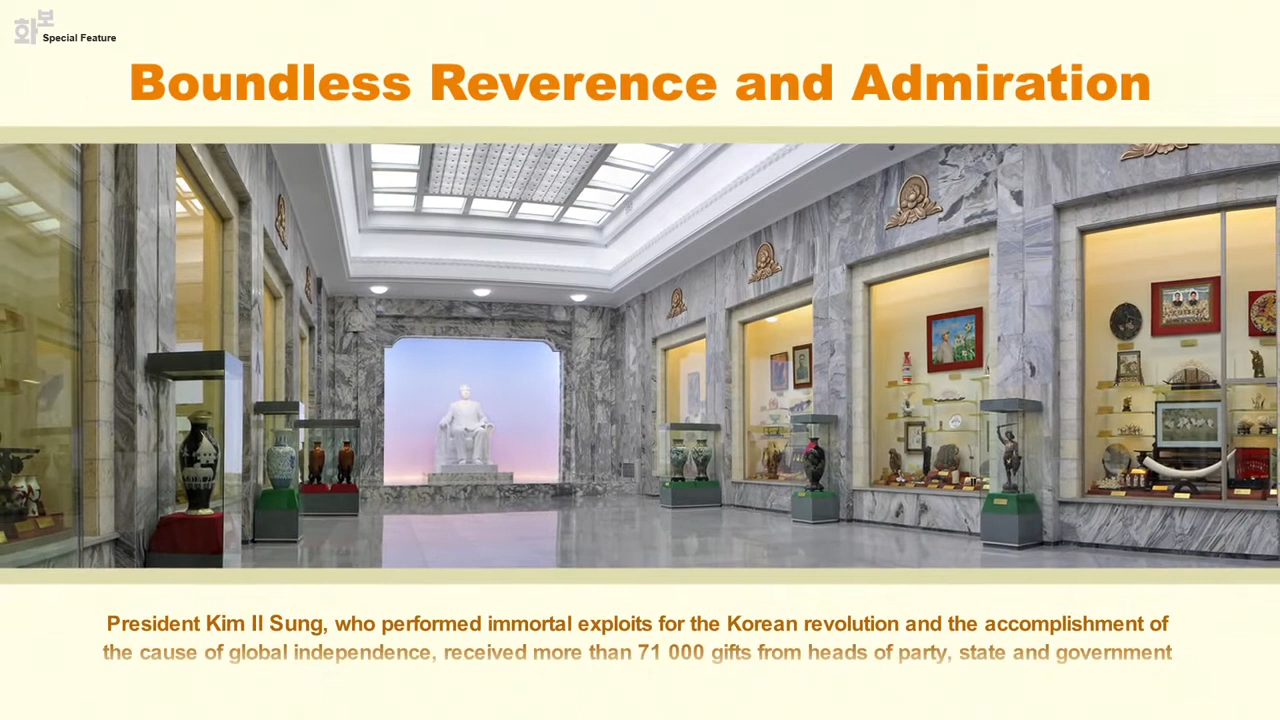 화보
Special Feature
Boundless Reverence and Admiration
President Kim Il Sung, who performed immortal exploits for the Korean revolution and the accomplishment of
the cause of global independence, received more than 71 000 gifts from heads of party, state and government